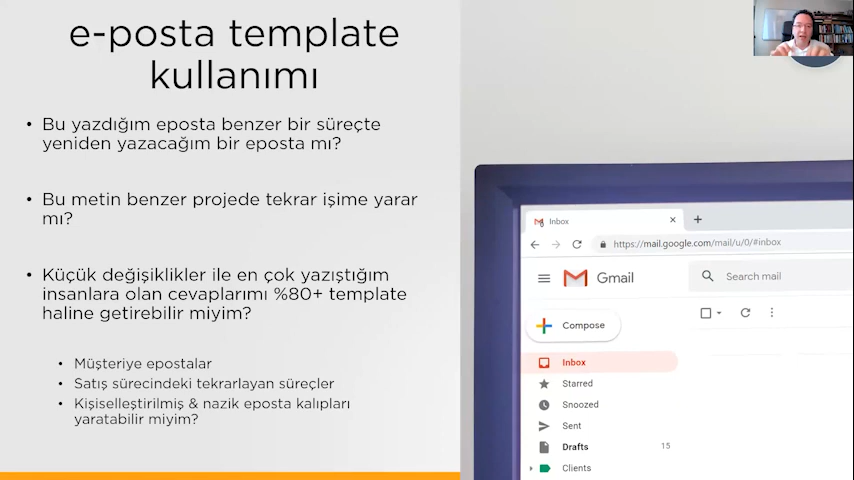 e-posta template
kullanımı
• Bu yazdığım eposta benzer bir süreçte
yeniden yazacağım bir eposta mı?
• Bu metin benzer projede tekrar işime yarar
mı?
• Küçük değişiklikler ile en çok yazıştığım
insanlara olan cevaplarımı %80+ template
haline getirebilir miyim?
• Müşteriye epostalar
• Satış sürecindeki tekrarlayan süreçler
• Kişiselleştirilmiş & nazik eposta kalıpları
yaratabilir miyim?
Inbox
https://mail.google.com/mail/u/0/#inbox
Gmail
Search mail
Compose
Inbox
Starred
Snoozed
Sent
Drafts 15
Clients